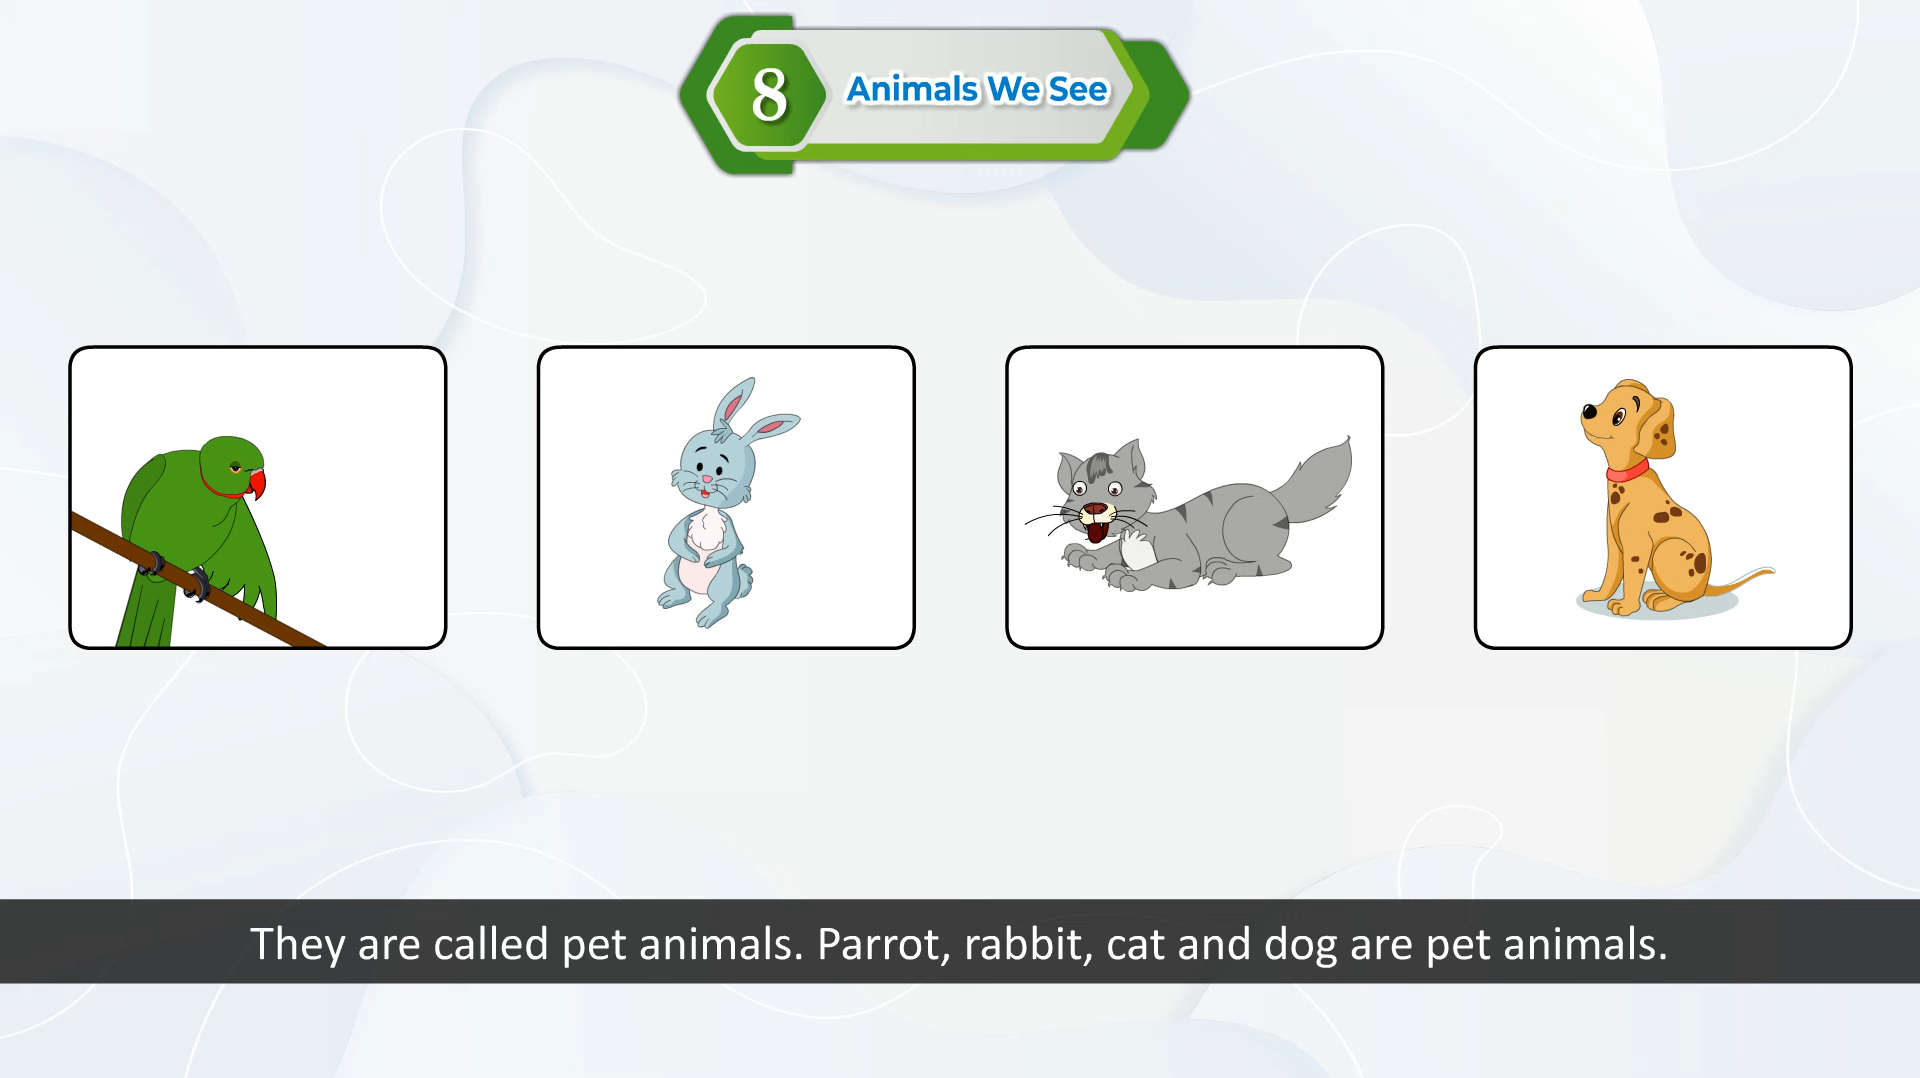 8
Animals We See
They are called pet animals. Parrot, rabbit, cat and dog are pet animals.